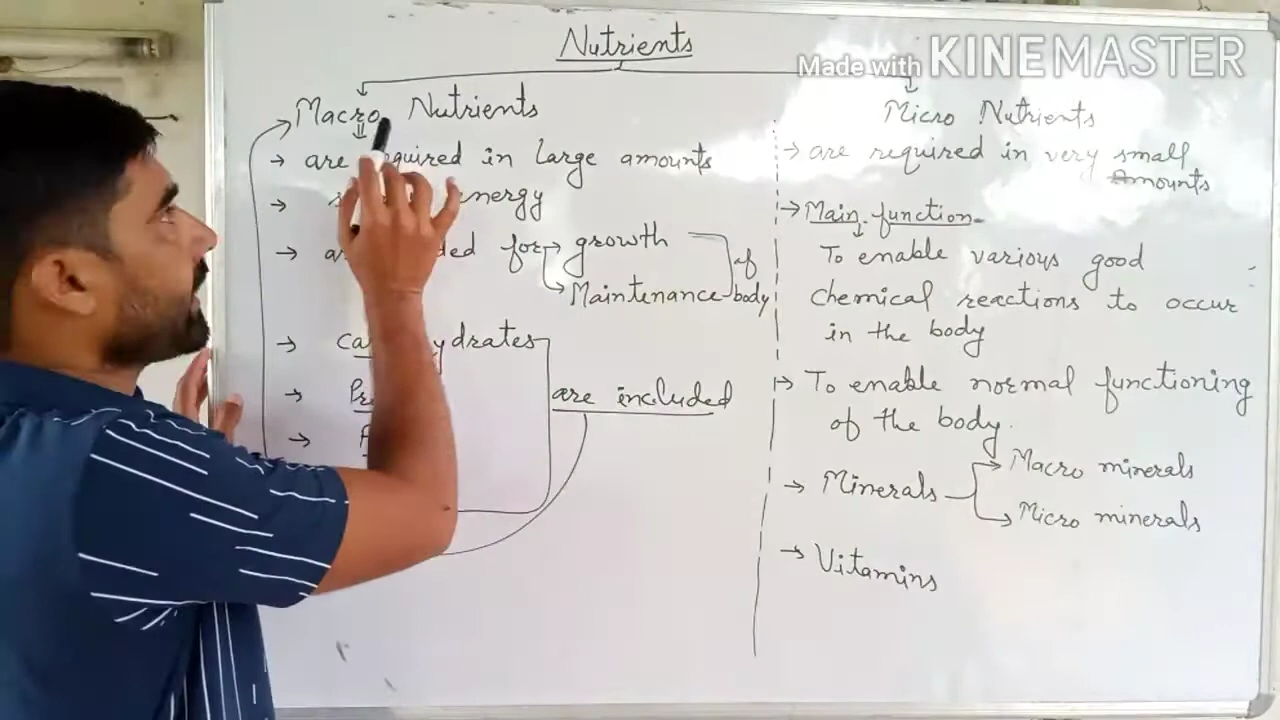 Nutrients
Made with KINEMASTER
Macro Nutrients
→ are required in large amounts
→ energy
→ for → growth
→ Maintenance
of body
→
→
→
are included
Micro Nutrients
→ are required in very small
amounts
→ Main function-
To enable various good
chemical reactions to occur
in the body
→ To enable normal functioning
of the body.
→ Minerals → Macro minerals
→ Micro minerals
→ Vitamins